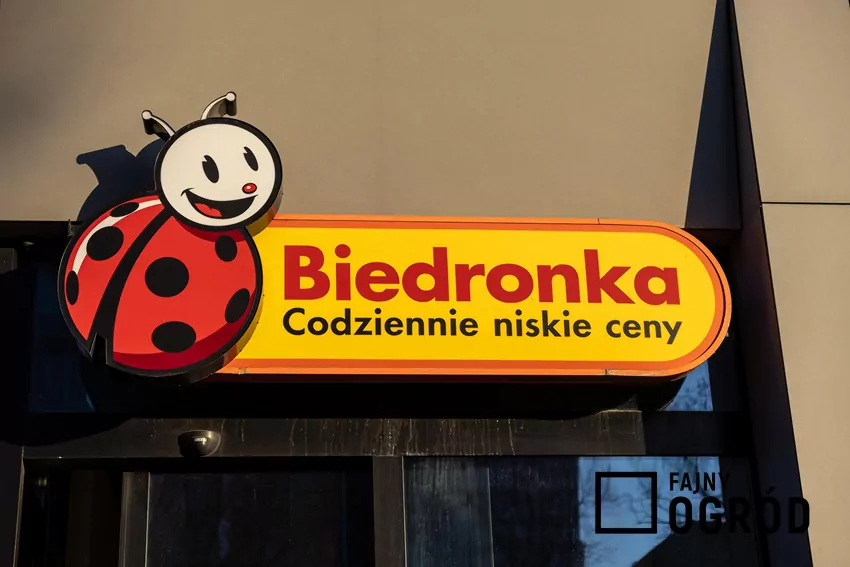 Biedronka
Codziennie niskie ceny
FAJNY
OGRÓD